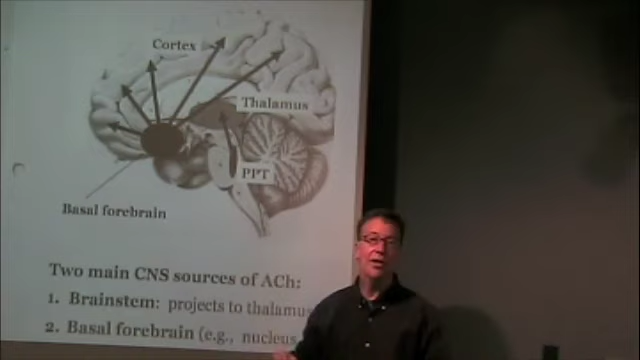 Cortex
Thalamus
PPT
Basal forebrain
Two main CNS sources of ACh:
1. Brainstem: projects to thalamus
2. Basal forebrain (e.g., nucleus